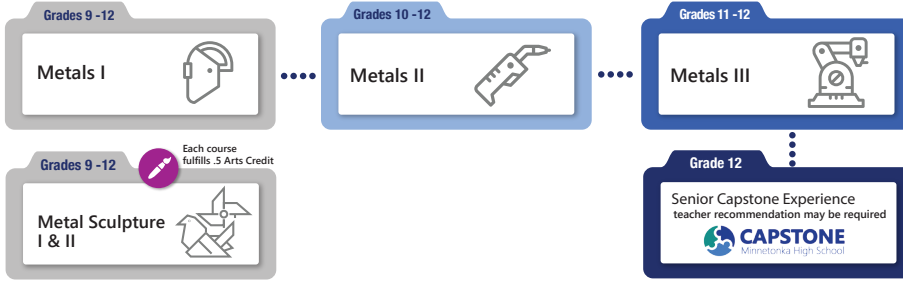 Grades 9 -12
Metals I
Grades 10 -12
Metals II
Grades 11 -12
Metals III
Grades 9 -12
Each course
fulfills .5 Arts Credit
Metal Sculpture
I & II
Grade 12
Senior Capstone Experience
teacher recommendation may be required
CAPSTONE
Minnetonka High School